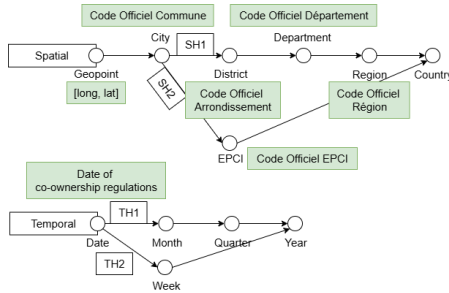 Code Officiel Commune
Code Officiel Département
City
SH1
Department
Spatial
Geopoint
District
Region
Country
[long, lat]
SH2
Code Officiel
Arrondissement
Code Officiel
Région
EPCI
Code Officiel EPCI
Date of
co-ownership regulations
Temporal
TH1
Date
Month
Quarter
Year
TH2
Week